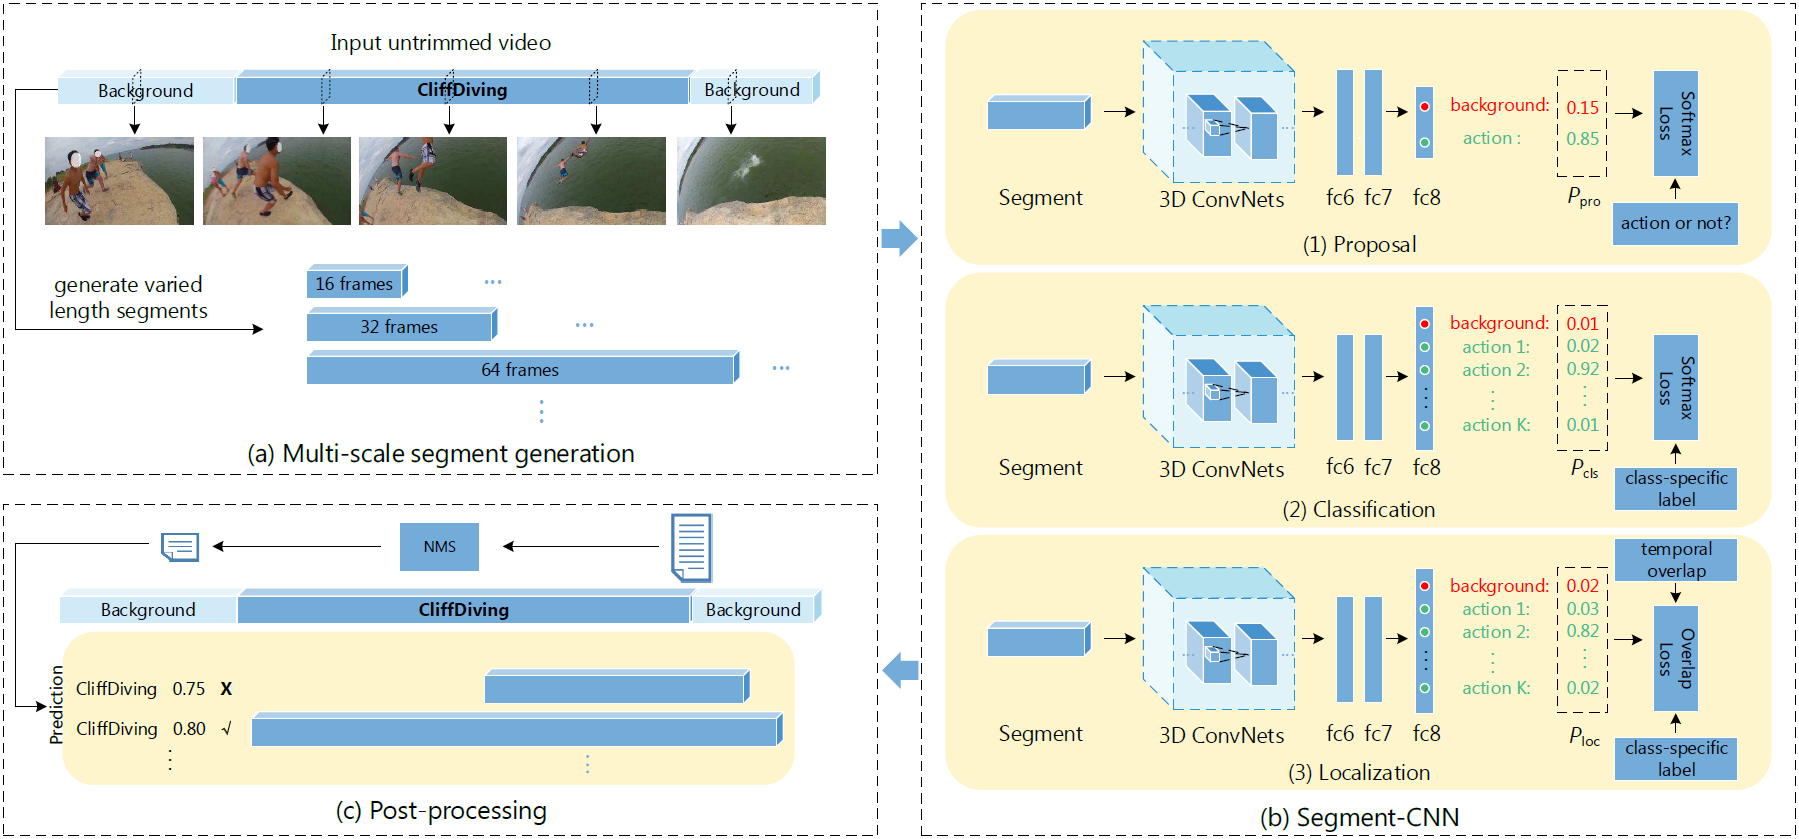 Input untrimmed video
Background
CliffDiving
Background
generate varied
length segments
16 frames
...
32 frames
...
64 frames
...
(a) Multi-scale segment generation
Segment
3D ConvNets
fc6
fc7
fc8
background: 0.15
action : 0.85
P_pro
Softmax
Loss
action or not?
(1) Proposal
Segment
3D ConvNets
fc6
fc7
fc8
background: 0.01
action 1: 0.02
action 2: 0.92
action K: 0.01
P_cls
Softmax
Loss
class-specific
label
(2) Classification
temporal
overlap
Segment
3D ConvNets
fc6
fc7
fc8
background: 0.02
action 1: 0.03
action 2: 0.82
action K: 0.02
P_loc
Overlap
Loss
class-specific
label
(3) Localization
(b) Segment-CNN
NMS
Background
CliffDiving
Background
Prediction
CliffDiving 0.75 X
CliffDiving 0.80 √
(c) Post-processing